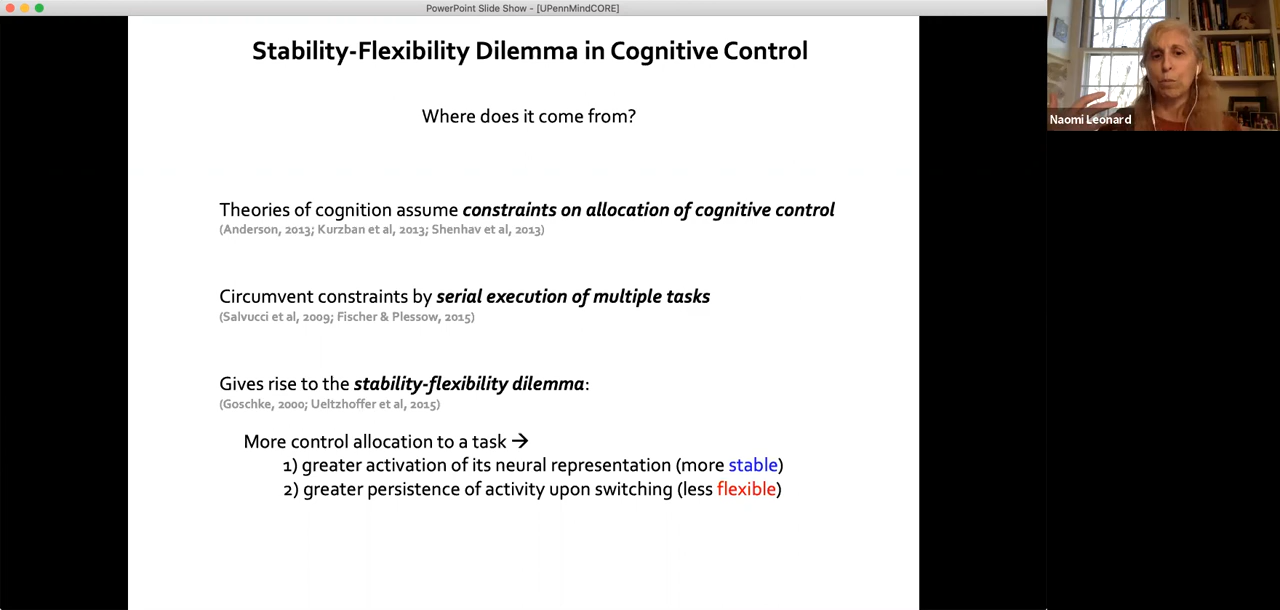 PowerPoint Slide Show - [UPennMindCORE]
Stability-Flexibility Dilemma in Cognitive Control
Where does it come from?
Theories of cognition assume constraints on allocation of cognitive control
(Anderson, 2013; Kurzban et al, 2013; Shenhav et al, 2013)
Circumvent constraints by serial execution of multiple tasks
(Salvucci et al, 2009; Fischer & Plessow, 2015)
Gives rise to the stability-flexibility dilemma:
(Goschke, 2000; Ueltzhoffer et al, 2015)
More control allocation to a task →
1) greater activation of its neural representation (more stable)
2) greater persistence of activity upon switching (less flexible)
Naomi Leonard